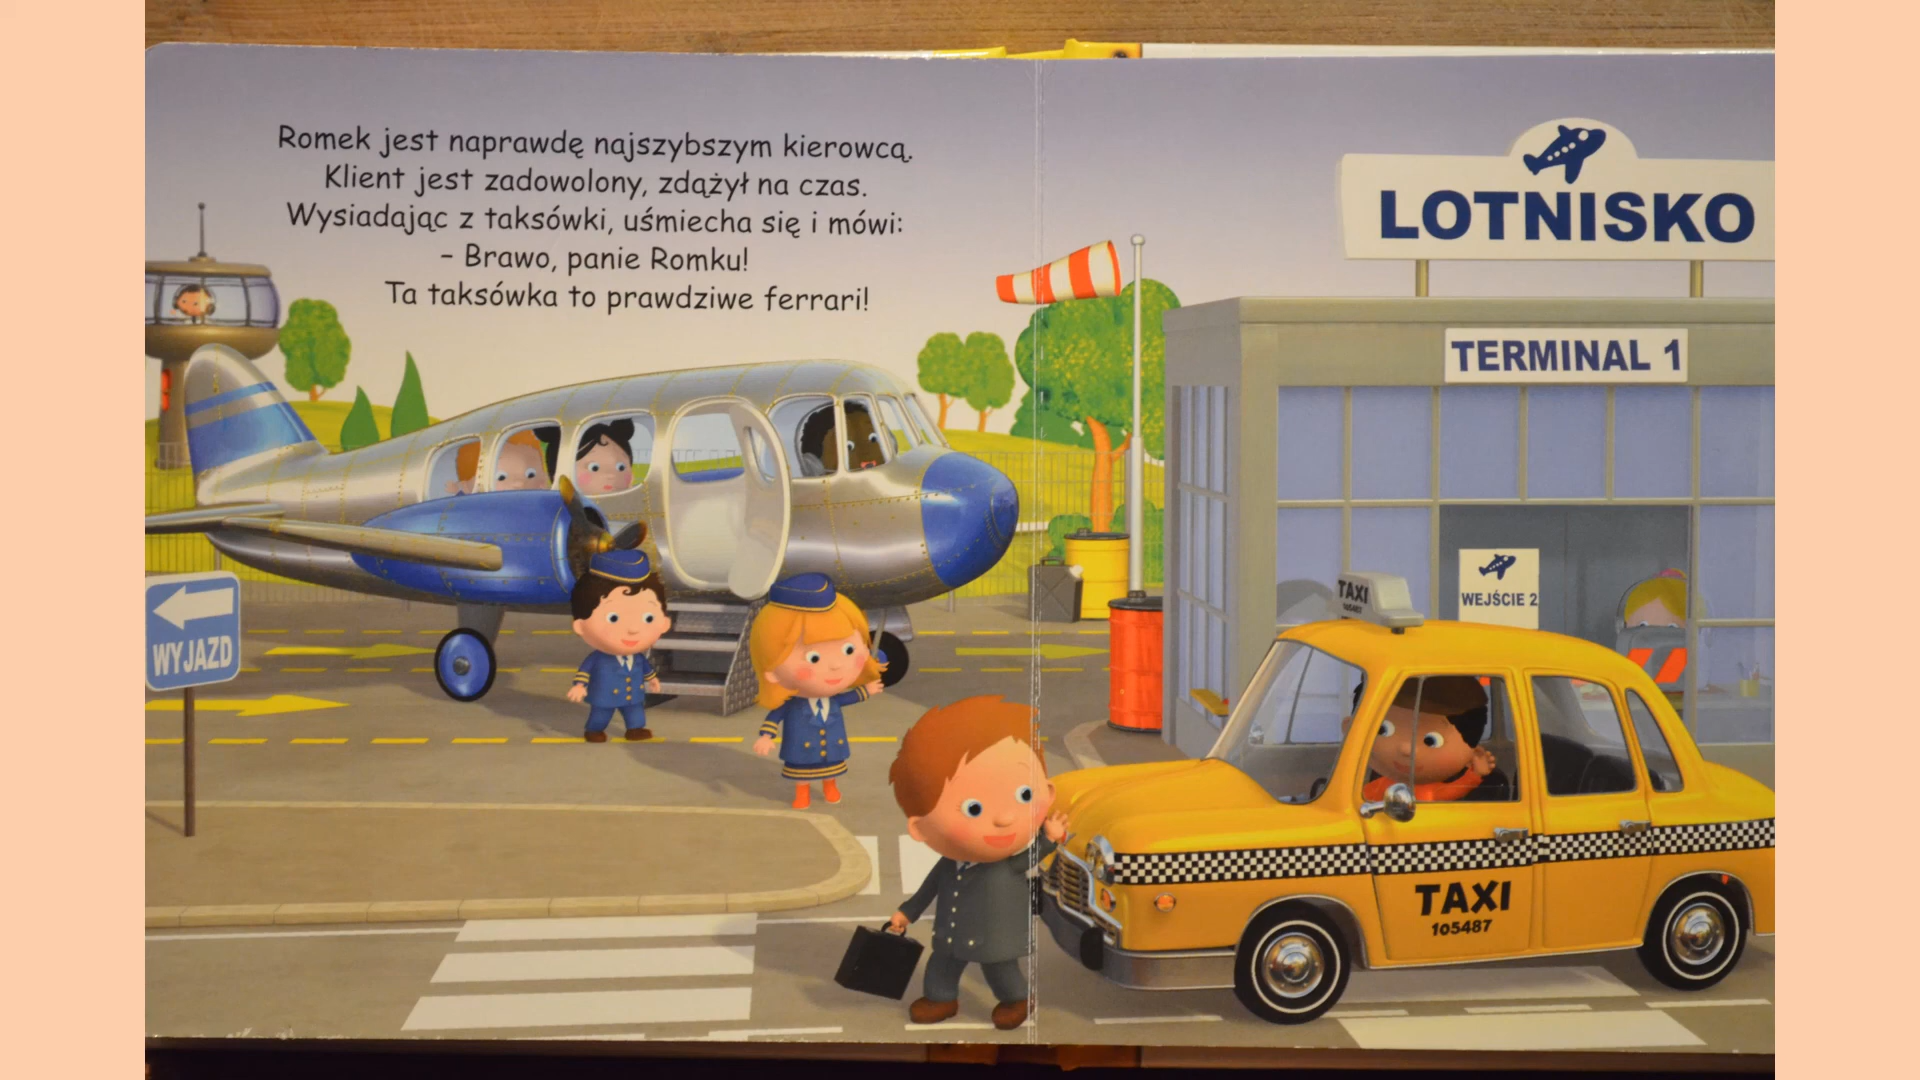 Romek jest naprawdę najszybszym kierowcą.
Klient jest zadowolony, zdążył na czas.
Wysiadając z taksówki, uśmiecha się i mówi:
– Brawo, panie Romku!
Ta taksówka to prawdziwe ferrari!
LOTNISKO
TERMINAL 1
WEJŚCIE 2
WYJAZD
TAXI
105487
TAXI
105487